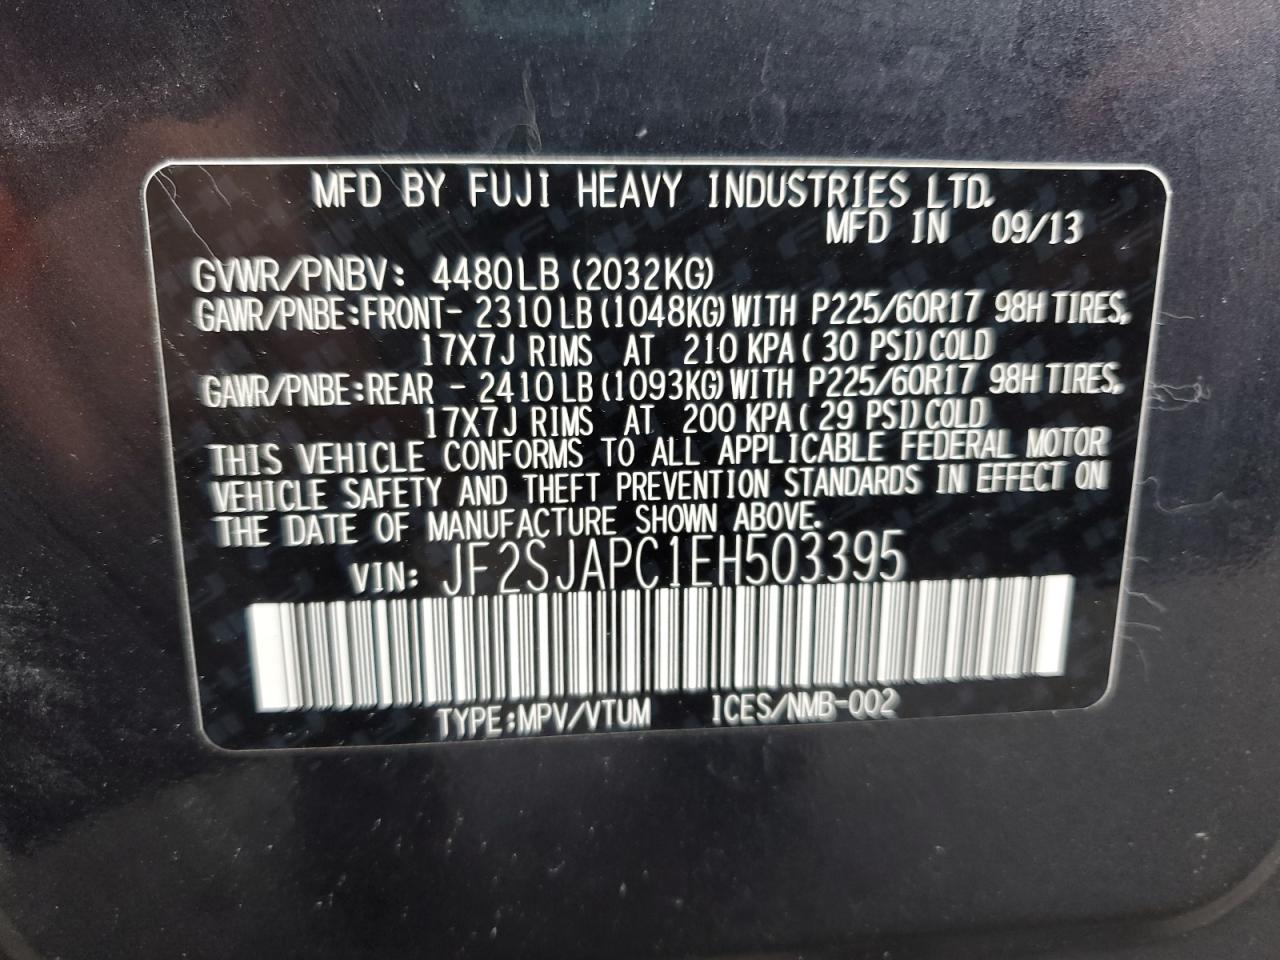 MFD BY FUJI HEAVY INDUSTRIES LTD.
MFD IN 09/13
GVWR/PNBV: 4480LB (2032KG)
GAWR/PNBE:FRONT- 2310 LB (1048KG) WITH P225/60R17 98H TIRES,
17X7J RIMS AT 210 KPA ( 30 PSI) COLD
GAWR/PNBE:REAR - 2410 LB (1093KG) WITH P225/60R17 98H TIRES,
17X7J RIMS AT 200 KPA ( 29 PSI) COLD
THIS VEHICLE CONFORMS TO ALL APPLICABLE FEDERAL MOTOR
VEHICLE SAFETY AND THEFT PREVENTION STANDARDS IN EFFECT ON
THE DATE OF MANUFACTURE SHOWN ABOVE.
VIN: JF2SJAPC1EH503395
TYPE:MPV/VTUM ICES/NMB-002